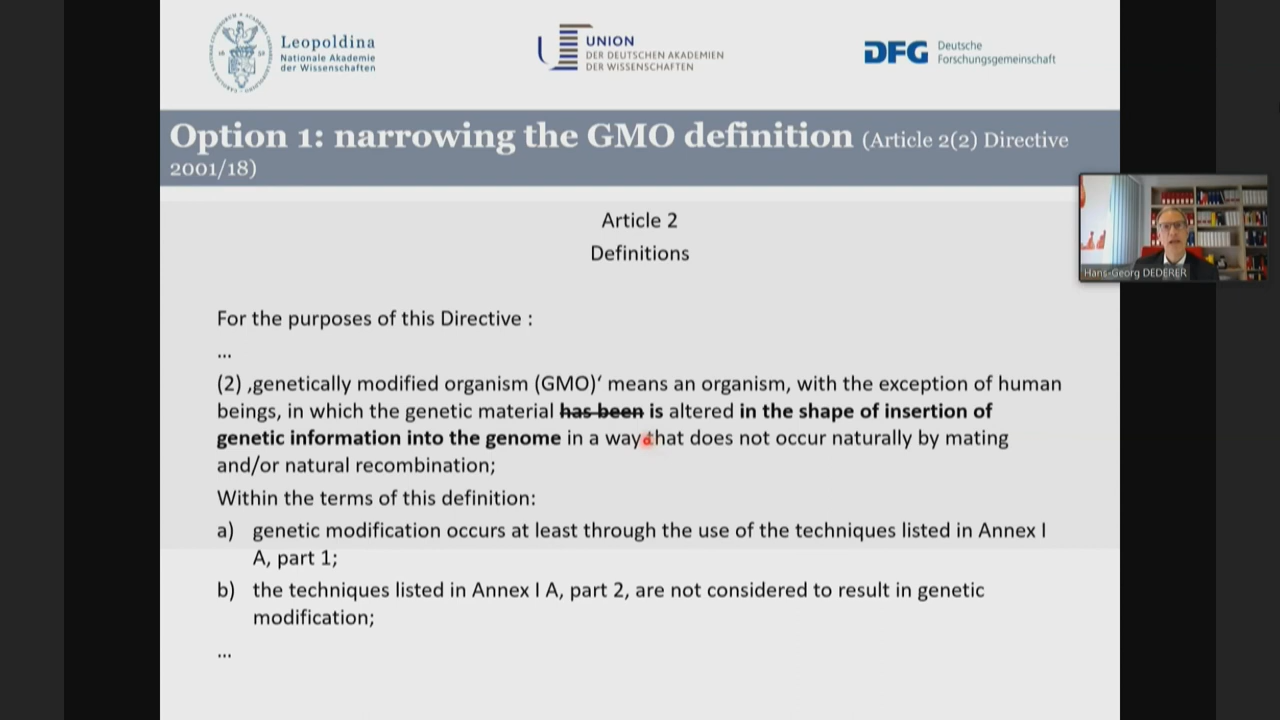 Leopoldina
Nationale Akademie
der Wissenschaften
UNION
DER DEUTSCHEN AKADEMIEN
DER WISSENSCHAFTEN
DFG
Deutsche
Forschungsgemeinschaft
Option 1: narrowing the GMO definition (Article 2(2) Directive
2001/18)
Article 2
Definitions
For the purposes of this Directive :
...
(2) ‚genetically modified organism (GMO)‘ means an organism, with the exception of human
beings, in which the genetic material has been is altered in the shape of insertion of
genetic information into the genome in a way that does not occur naturally by mating
and/or natural recombination;
Within the terms of this definition:
a) genetic modification occurs at least through the use of the techniques listed in Annex I
A, part 1;
b) the techniques listed in Annex I A, part 2, are not considered to result in genetic
modification;
...
Hans-Georg DEDERER